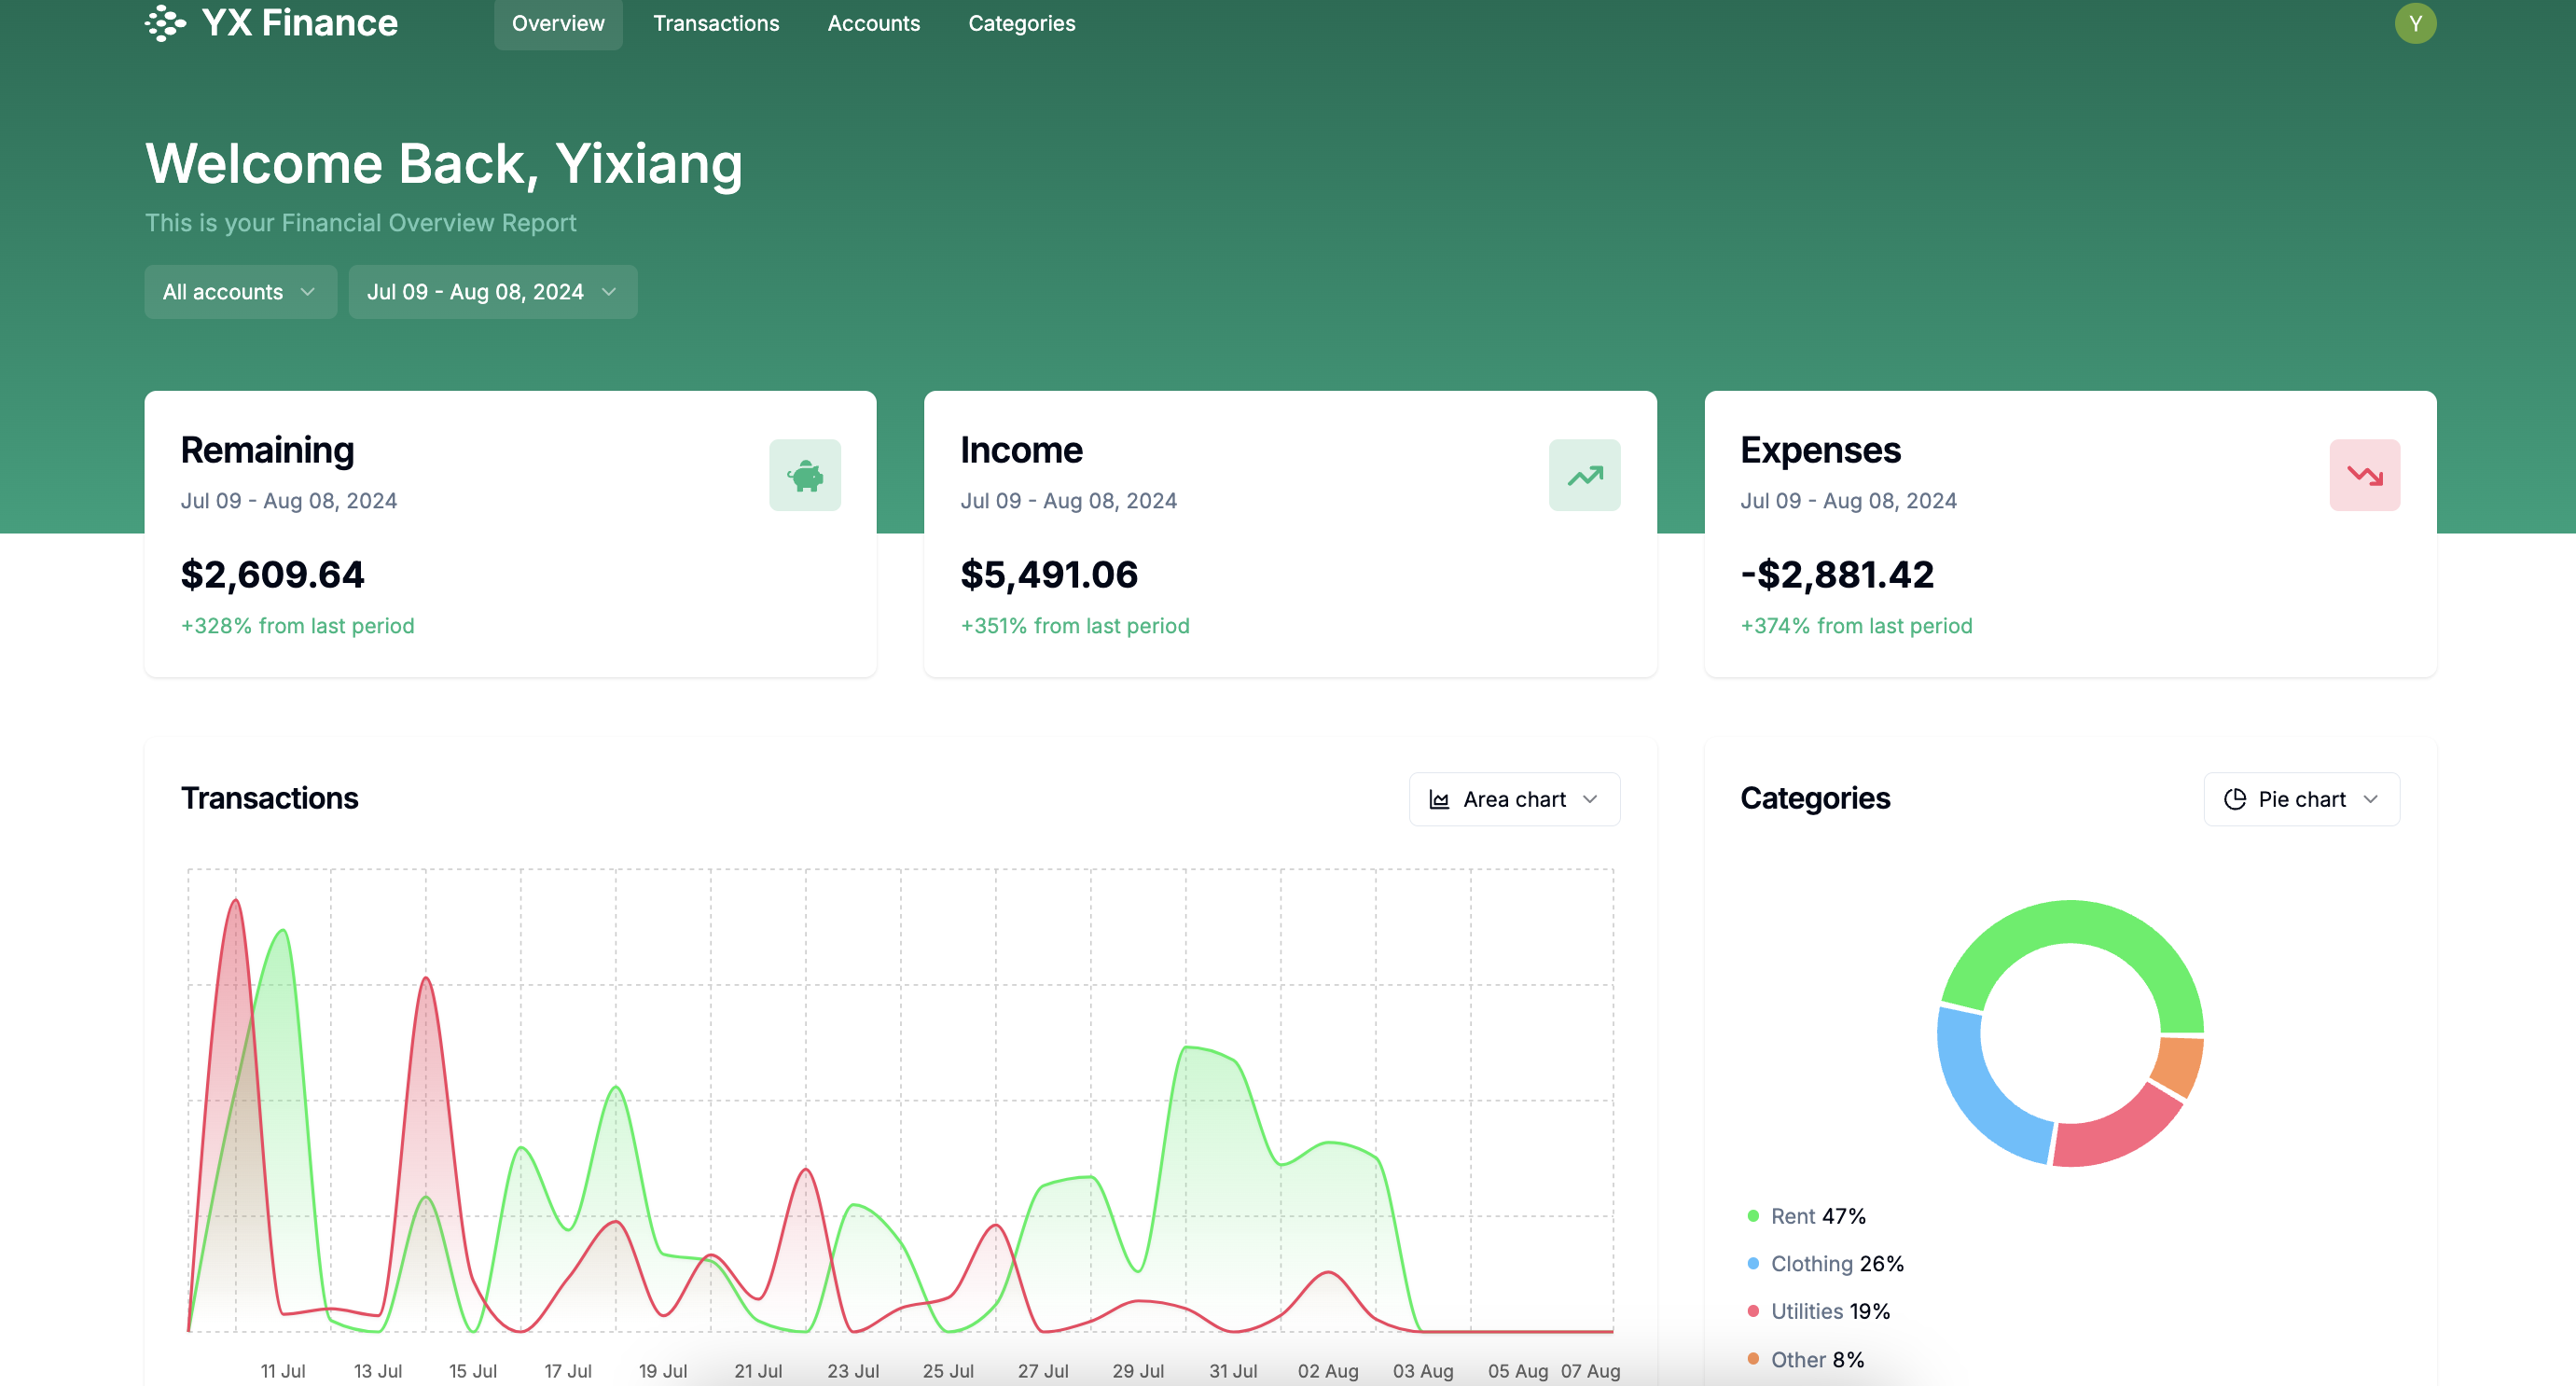 YX Finance
Overview
Transactions
Accounts
Categories
Y
Welcome Back, Yixiang
This is your Financial Overview Report
All accounts
Jul 09 - Aug 08, 2024
Remaining
Jul 09 - Aug 08, 2024
$2,609.64
+328% from last period
Income
Jul 09 - Aug 08, 2024
$5,491.06
+351% from last period
Expenses
Jul 09 - Aug 08, 2024
-$2,881.42
+374% from last period
Transactions
Area chart
11 Jul
13 Jul
15 Jul
17 Jul
19 Jul
21 Jul
23 Jul
25 Jul
27 Jul
29 Jul
31 Jul
02 Aug
03 Aug
05 Aug
07 Aug
Categories
Pie chart
Rent 47%
Clothing 26%
Utilities 19%
Other 8%